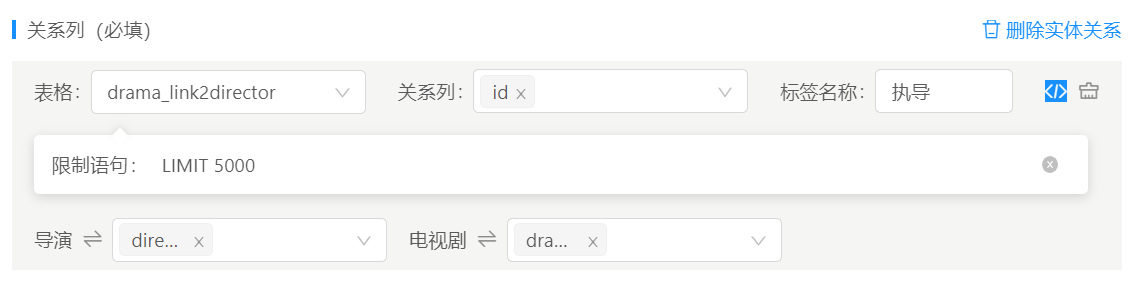 关系列（必填） 删除实体关系
表格： drama_link2director 关系列： id x 标签名称： 执导 </>
限制语句： LIMIT 5000
导演 ⇌ dire... x 电视剧 ⇌ dra... x